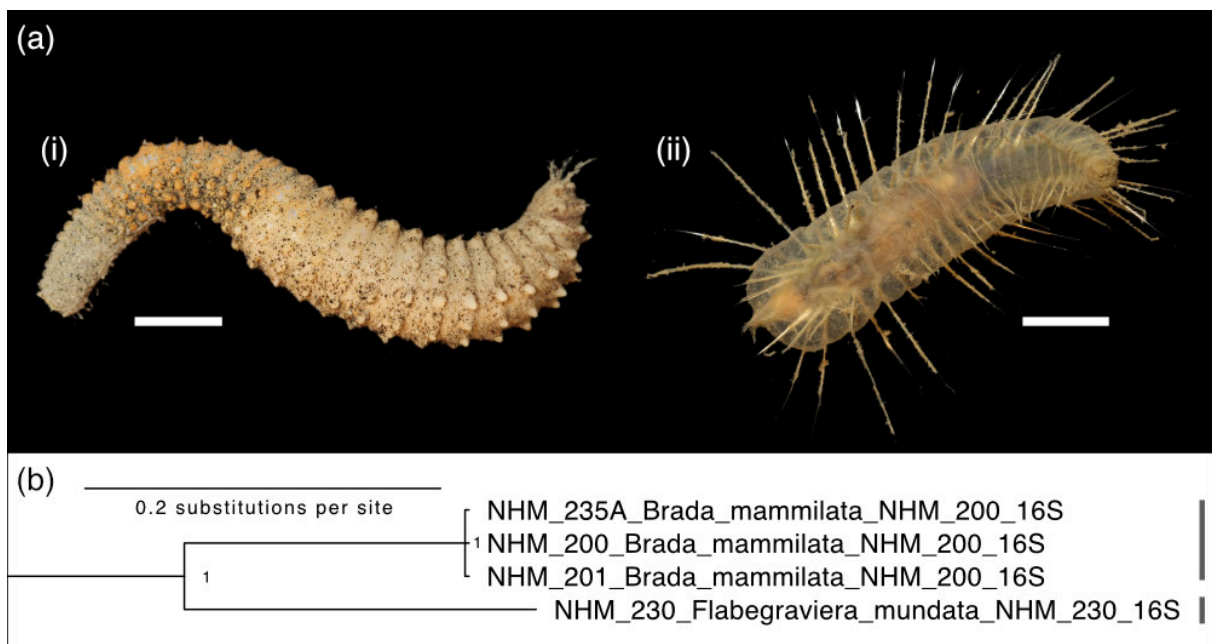 (a)
(i)
(ii)
(b)
0.2 substitutions per site
NHM_235A_Brada_mammilata_NHM_200_16S
1 NHM_200_Brada_mammilata_NHM_200_16S
NHM_201_Brada_mammilata_NHM_200_16S
1
NHM_230_Flabegraviera_mundata_NHM_230_16S